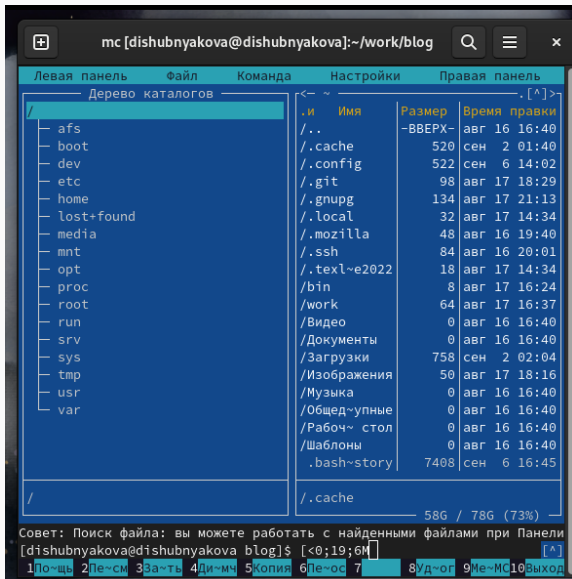 mc [dishubnyakova@dishubnyakova]:~/work/blog
Левая панель Файл Команда Настройки Правая панель
Дерево каталогов
/
afs
boot
dev
etc
home
lost+found
media
mnt
opt
proc
root
run
srv
sys
tmp
usr
var
/
<— ~ .[^]>
.и Имя Размер Время правки
/.. -ВВЕРХ- авг 16 16:40
/.cache 520 сен 2 01:40
/.config 522 сен 6 14:02
/.git 98 авг 17 18:29
/.gnupg 134 авг 17 21:13
/.local 32 авг 17 14:34
/.mozilla 48 авг 16 19:40
/.ssh 84 авг 16 20:01
/.texl~e2022 18 авг 17 14:34
/bin 8 авг 17 16:24
/work 64 авг 17 16:37
/Видео 0 авг 16 16:40
/Документы 0 авг 16 16:40
/Загрузки 758 сен 2 02:04
/Изображения 50 авг 17 18:16
/Музыка 0 авг 16 16:40
/Общед~упные 0 авг 16 16:40
/Рабоч~ стол 0 авг 16 16:40
/Шаблоны 0 авг 16 16:40
.bash~story 7408 сен 6 16:45
/.cache
58G / 78G (73%)
Совет: Поиск файла: вы можете работать с найденными файлами при Панели
[dishubnyakova@dishubnyakova blog]$ [<0;19;6M [^]
1По~щь 2Пе~см 3За~ть 4Ди~мч 5Копия 6Пе~ос 7 8Уд~ог 9Ме~МС 10Выход